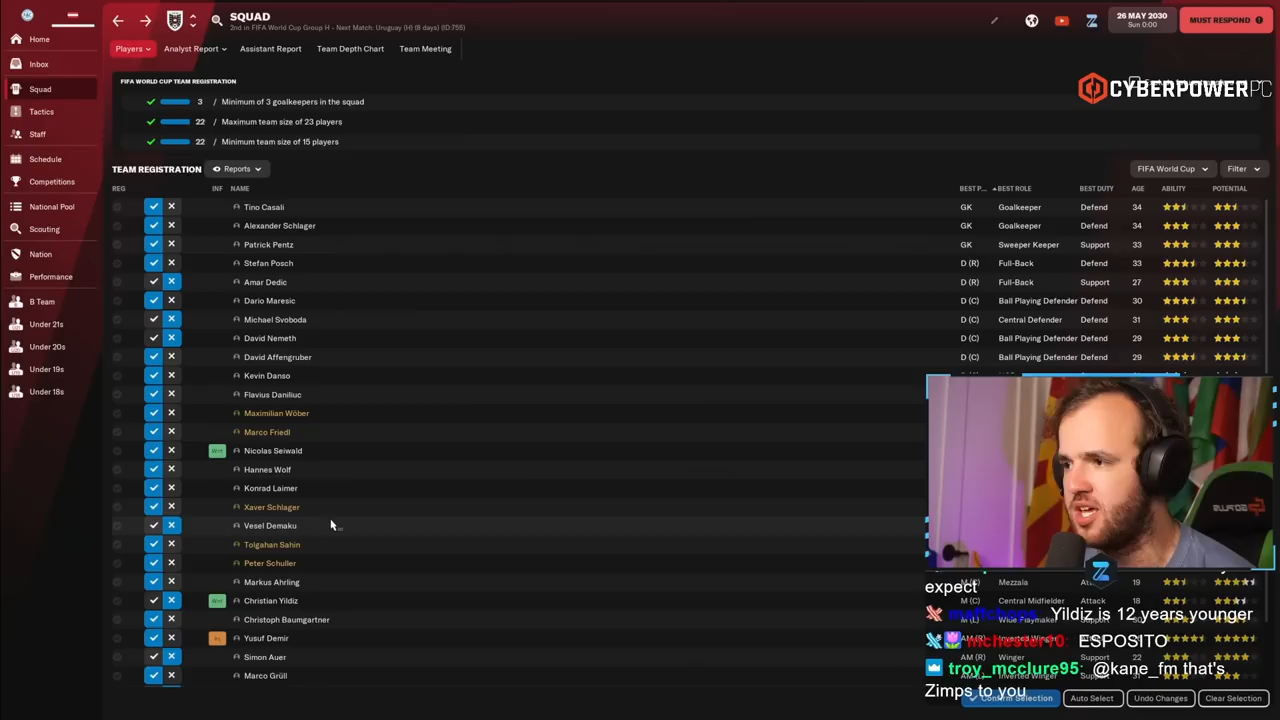 SQUAD
2nd in FIFA World Cup Group H - Next Match: Uruguay (H) (8 days) (ID:755)
26 MAY 2030
Sun 0:00
MUST RESPOND
Home
Inbox
Squad
Tactics
Staff
Schedule
Competitions
National Pool
Scouting
Nation
Performance
B Team
Under 21s
Under 20s
Under 19s
Under 18s
Players
Analyst Report
Assistant Report
Team Depth Chart
Team Meeting
FIFA WORLD CUP TEAM REGISTRATION
CYBERPOWERPC
3 / Minimum of 3 goalkeepers in the squad
22 / Maximum team size of 23 players
22 / Minimum team size of 15 players
TEAM REGISTRATION Reports FIFA World Cup Filter
REG INF NAME BEST P... BEST ROLE BEST DUTY AGE ABILITY POTENTIAL
Tino Casali GK Goalkeeper Defend 34
Alexander Schlager GK Goalkeeper Defend 34
Patrick Pentz GK Sweeper Keeper Support 33
Stefan Posch D (R) Full-Back Defend 33
Amar Dedic D (R) Full-Back Support 27
Dario Maresic D (C) Ball Playing Defender Defend 30
Michael Svoboda D (C) Central Defender Defend 31
David Nemeth D (C) Ball Playing Defender Defend 29
David Affengruber D (C) Ball Playing Defender Defend 29
Kevin Danso
Flavius Daniliuc
Maximilian Wöber
Marco Friedl
Wnt Nicolas Seiwald
Hannes Wolf
Konrad Laimer
Xaver Schlager
Vesel Demaku
Tolgahan Sahin
Peter Schuller
Markus Ahrling Mezzala 19
Wnt Christian Yildiz M (C) Central Midfielder Attack 18
Christoph Baumgartner
Yusuf Demir
Simon Auer AM (R) Winger Support 22
Marco Grüll
expect
maffchops: Yildiz is 12 years younger
mchester10: ESPOSITO
troy_mcclure95: @kane_fm that's
Zimps to you
Confirm Selection
Auto Select
Undo Changes
Clear Selection